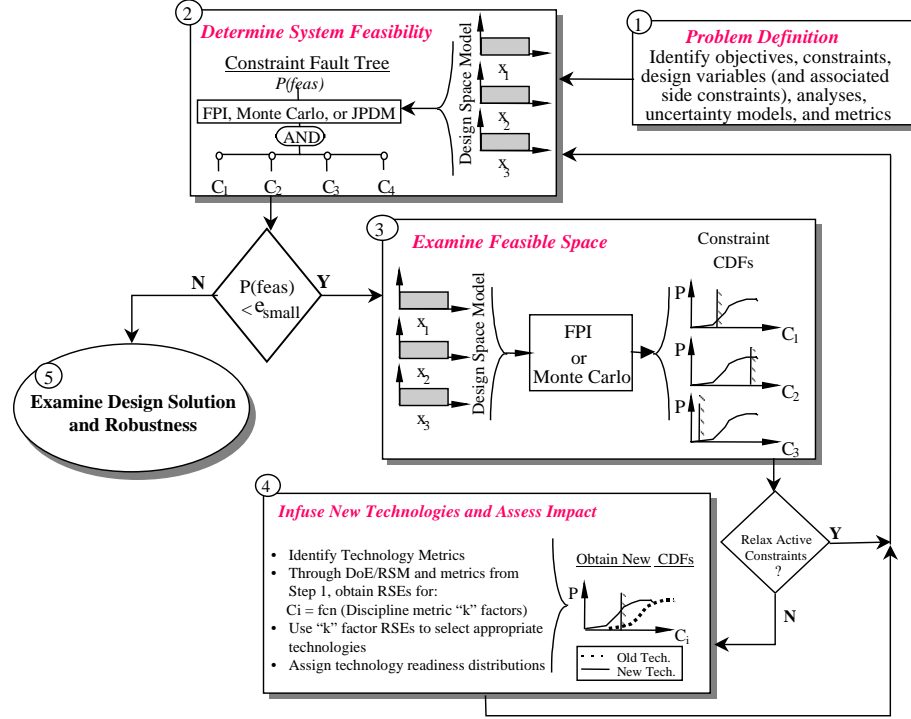 1
Problem Definition
Identify objectives, constraints,
design variables (and associated
side constraints), analyses,
uncertainty models, and metrics
2
Determine System Feasibility
Constraint Fault Tree
P(feas)
FPI, Monte Carlo, or JPDM
AND
C1
C2
C3
C4
Design Space Model
x1
x2
x3
P(feas)
< esmall
N
Y
3
Examine Feasible Space
x1
x2
x3
Design Space Model
FPI
or
Monte Carlo
Constraint
CDFs
P
C1
P
C2
P
C3
Relax Active
Constraints
?
Y
N
4
Infuse New Technologies and Assess Impact
• Identify Technology Metrics
• Through DoE/RSM and metrics from
Step 1, obtain RSEs for:
Ci = fcn (Discipline metric “k” factors)
• Use “k” factor RSEs to select appropriate
technologies
• Assign technology readiness distributions
Obtain New CDFs
P
Ci
Old Tech.
New Tech.
5
Examine Design Solution
and Robustness